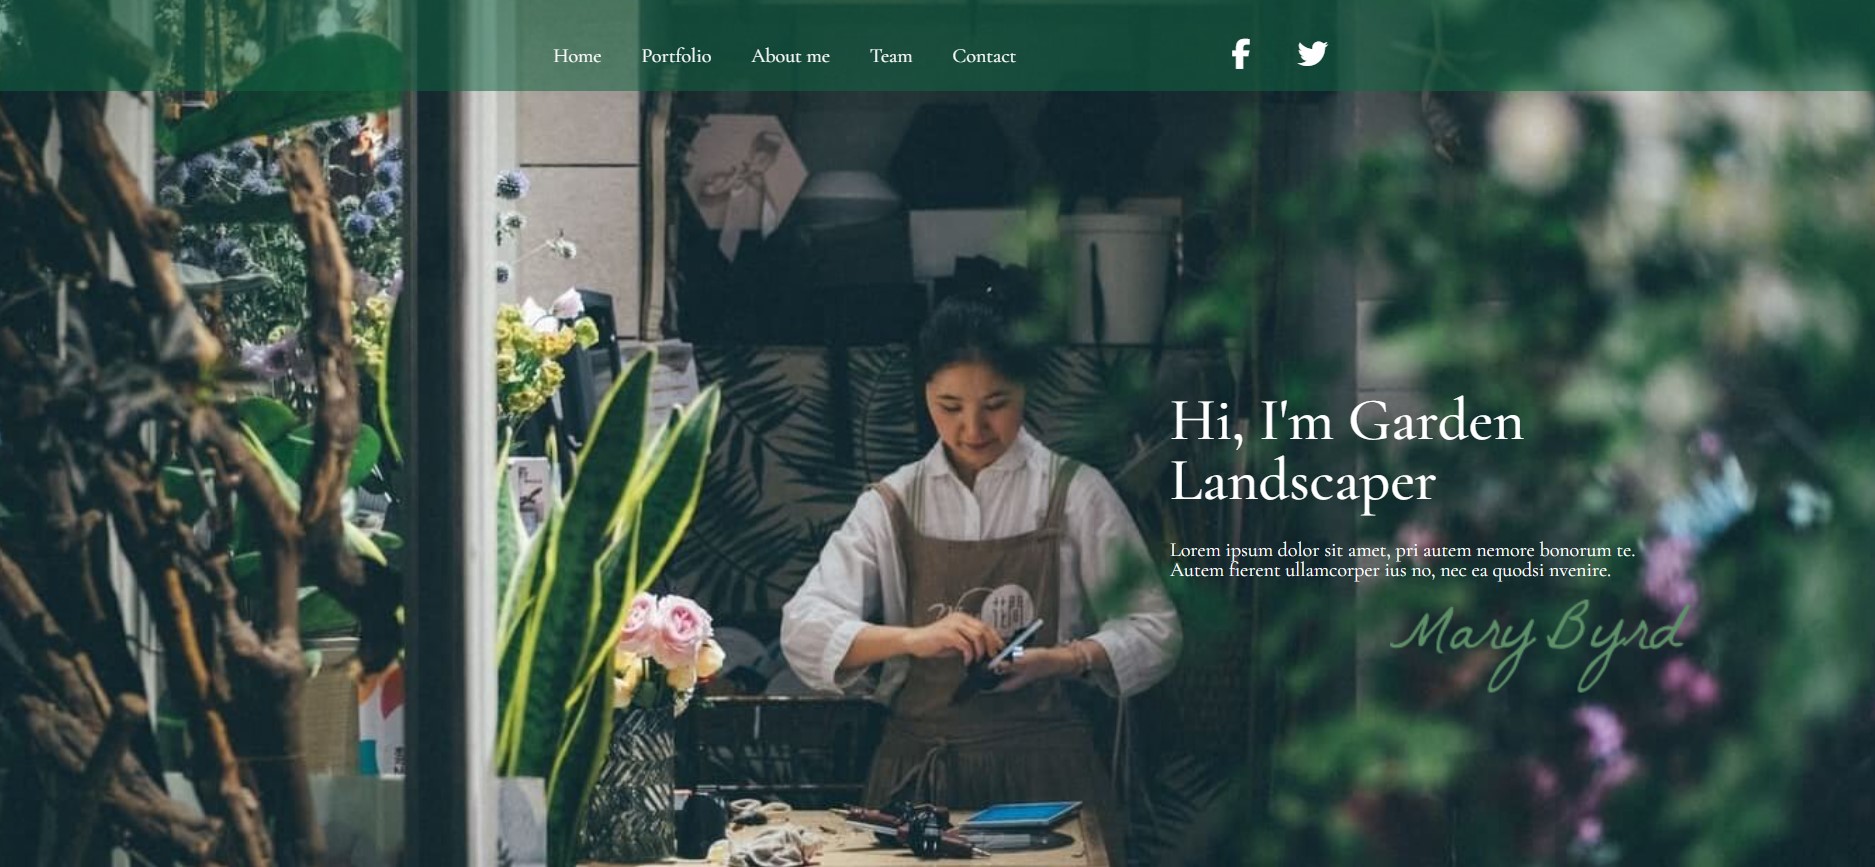 Home Portfolio About me Team Contact
Hi, I'm Garden
Landscaper
Lorem ipsum dolor sit amet, pri autem nemore bonorum te.
Autem fierent ullamcorper ius no, nec ea quodsi nvenire.
Mary Byrd